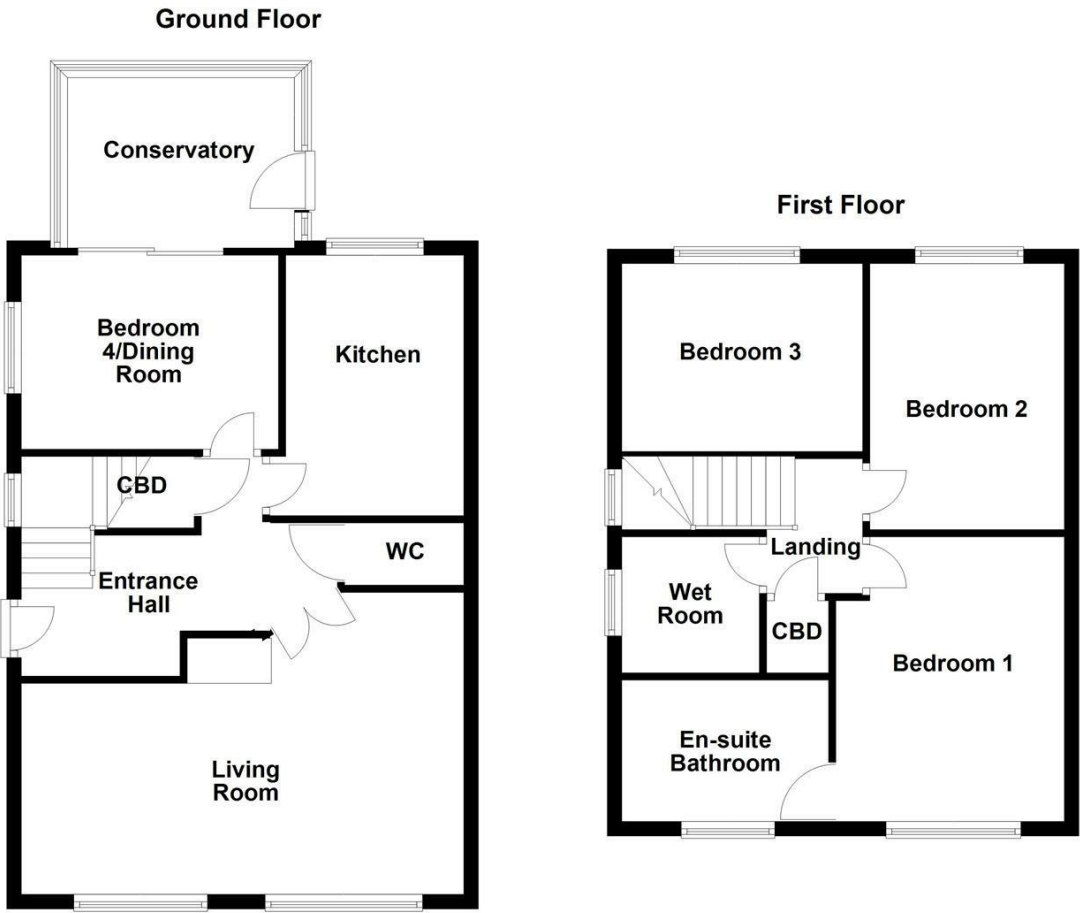 Ground Floor
Conservatory
Bedroom
4/Dining
Room
Kitchen
CBD
WC
Entrance
Hall
Living
Room
First Floor
Bedroom 3
Bedroom 2
Landing
Wet
Room
CBD
Bedroom 1
En-suite
Bathroom